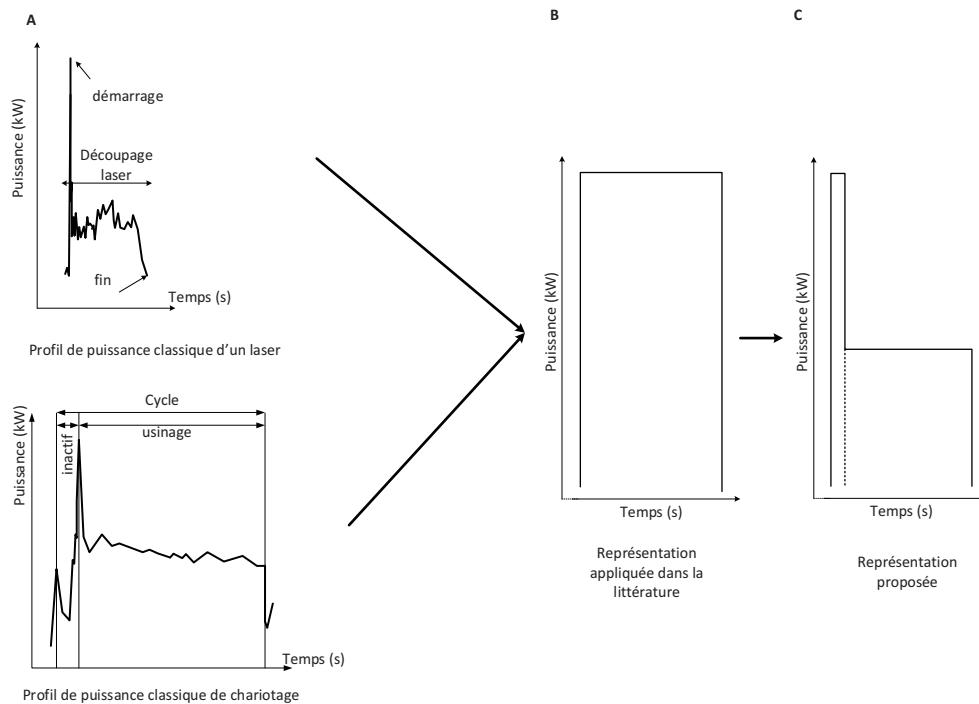 A
Puissance (kW)
démarrage
Découpage
laser
fin
Temps (s)
Profil de puissance classique d'un laser
Puissance (kW)
Cycle
inactif
usinage
Temps (s)
Profil de puissance classique de chariotage
B
Puissance (kW)
Temps (s)
Représentation
appliquée dans la
littérature
C
Puissance (kW)
Temps (s)
Représentation
proposée